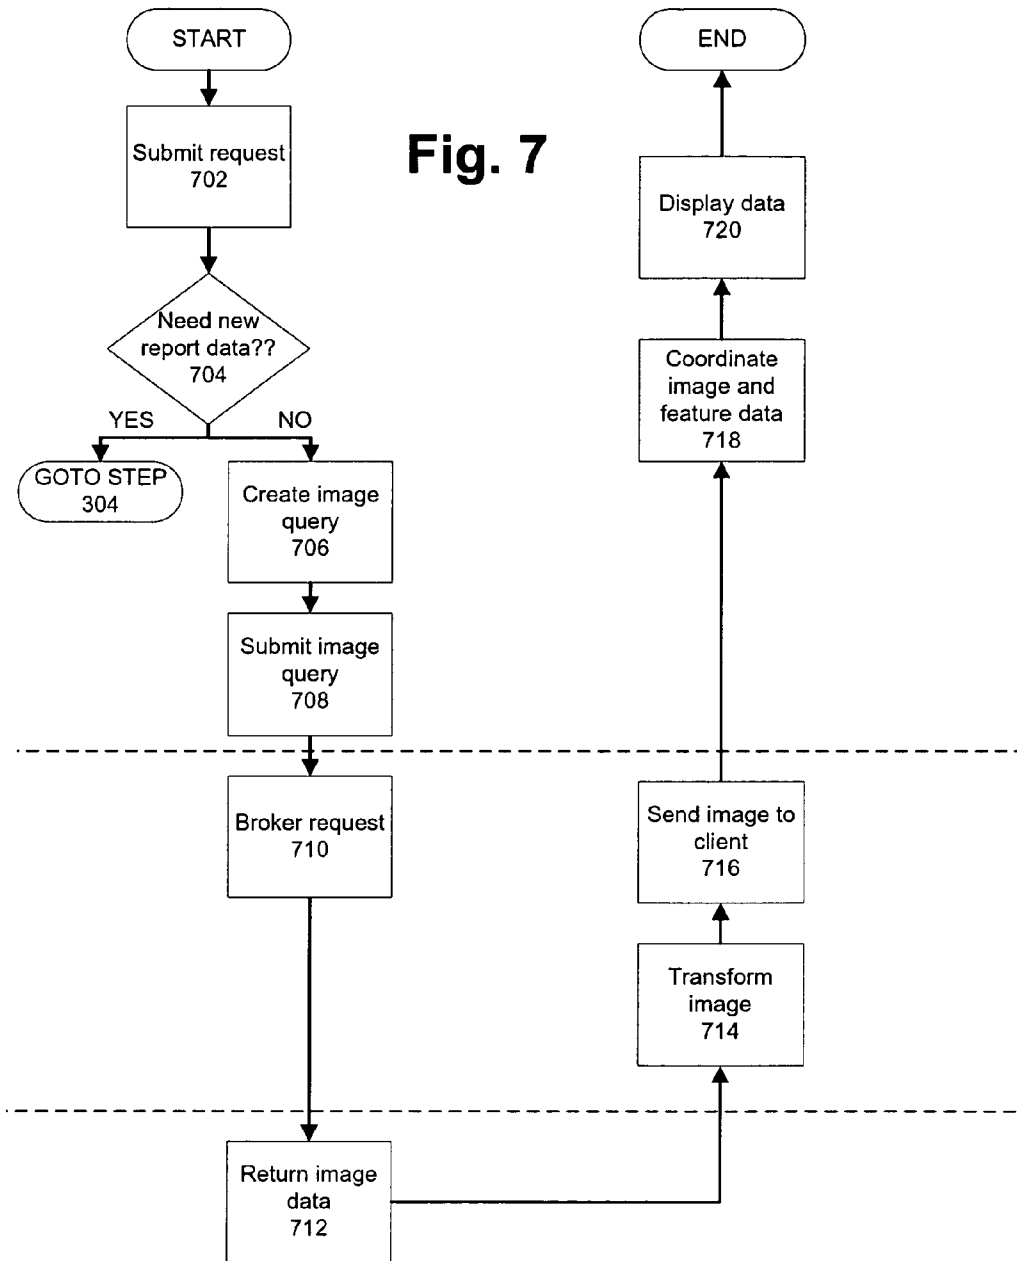 START
Submit request
702
Need new
report data??
704
YES
NO
GOTO STEP
304
Create image
query
706
Submit image
query
708
Broker request
710
Return image
data
712
Fig. 7
END
Display data
720
Coordinate
image and
feature data
718
Send image to
client
716
Transform
image
714